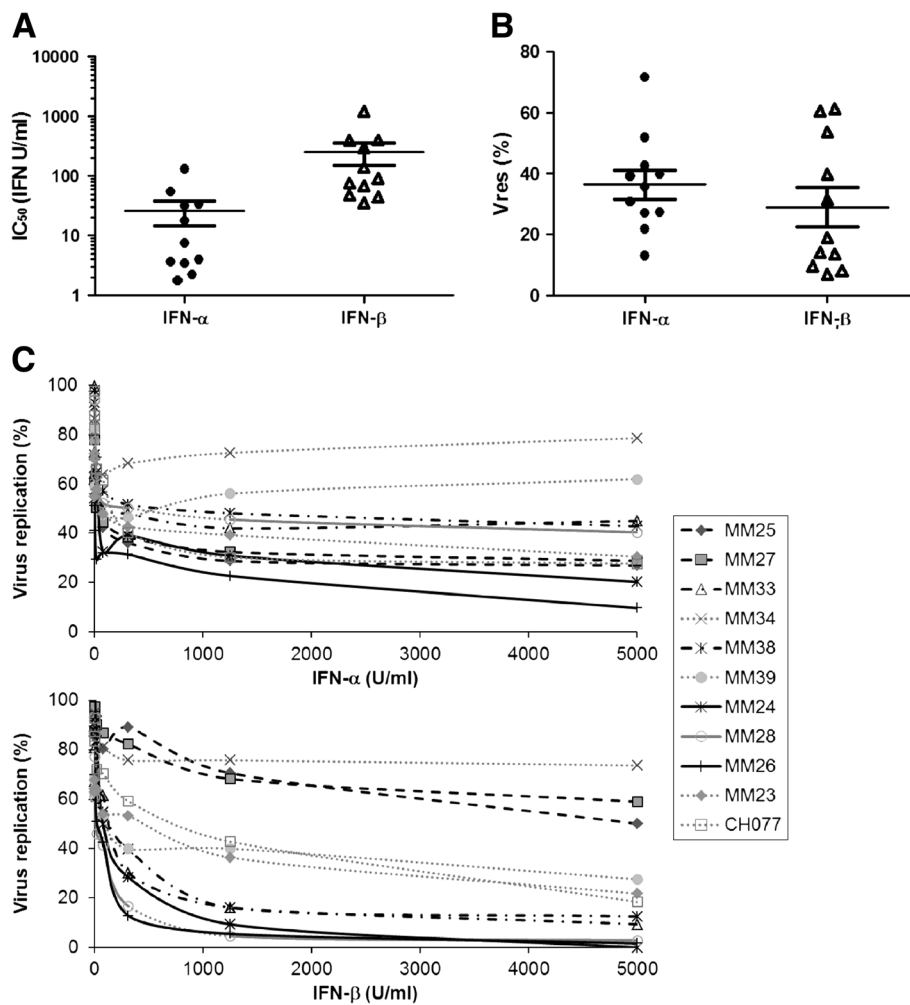 A
IC₅₀ (IFN U/ml)
10000
1000
100
10
1
IFN-α
IFN-β
B
Vres (%)
80
60
40
20
0
IFN-α
IFN-β
C
Virus replication (%)
100
80
60
40
20
0
0 1000 2000 3000 4000 5000
IFN-α (U/ml)
Virus replication (%)
100
80
60
40
20
0
0 1000 2000 3000 4000 5000
IFN-β (U/ml)
MM25
MM27
MM33
MM34
MM38
MM39
MM24
MM28
MM26
MM23
CH077